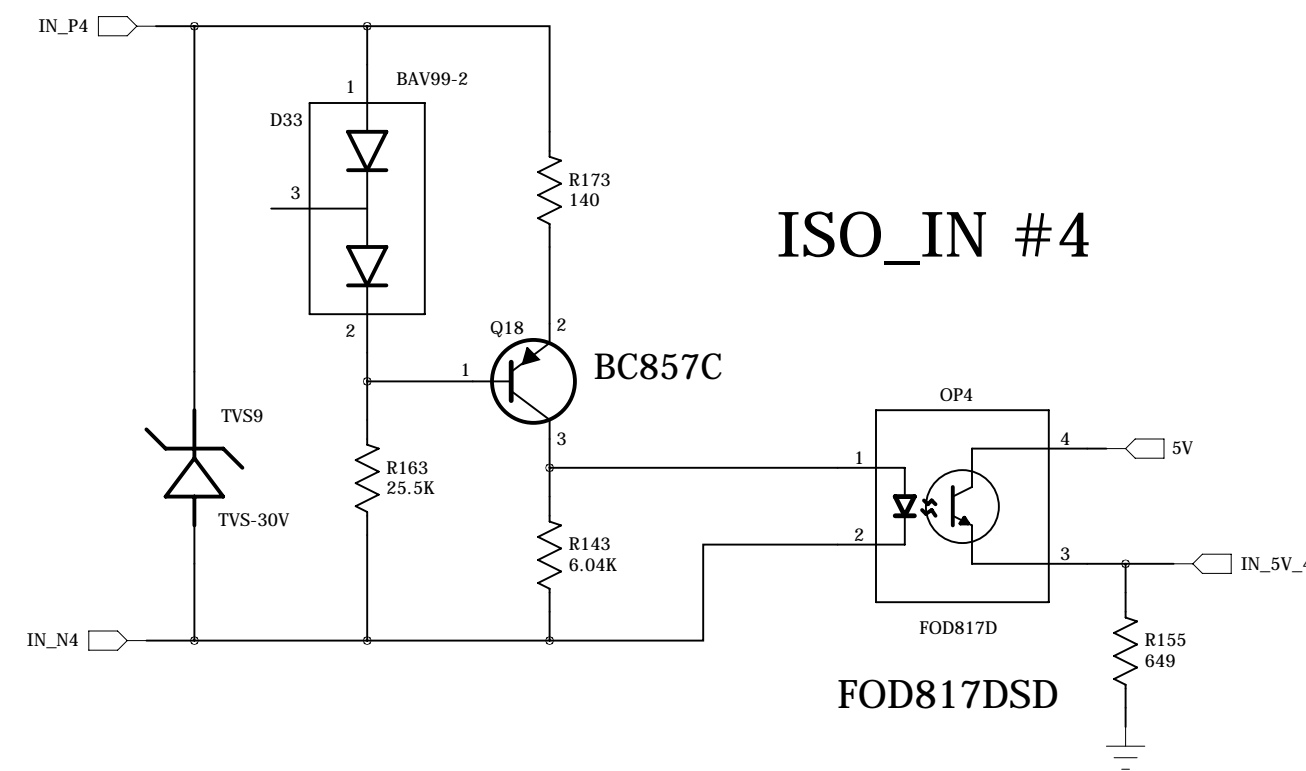 IN_P4
BAV99-2
1
D33
3
2
R173
140
ISO_IN #4
Q18
2
1
BC857C
3
TVS9
TVS-30V
R163
25.5K
R143
6.04K
OP4
1
4
5V
2
3
IN_5V_4
FOD817D
IN_N4
R155
649
FOD817DSD